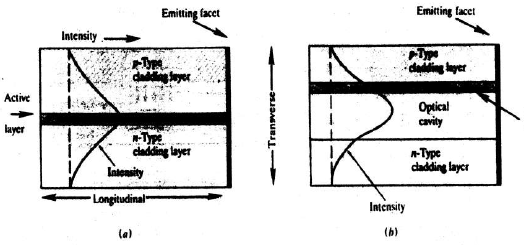 Emitting facet
Intensity
p-Type
cladding layer
Active
layer
n-Type
cladding layer
Intensity
Longitudinal
(a)
Transverse
Emitting facet
p-Type
cladding layer
Optical
cavity
n-Type
cladding layer
Intensity
(b)